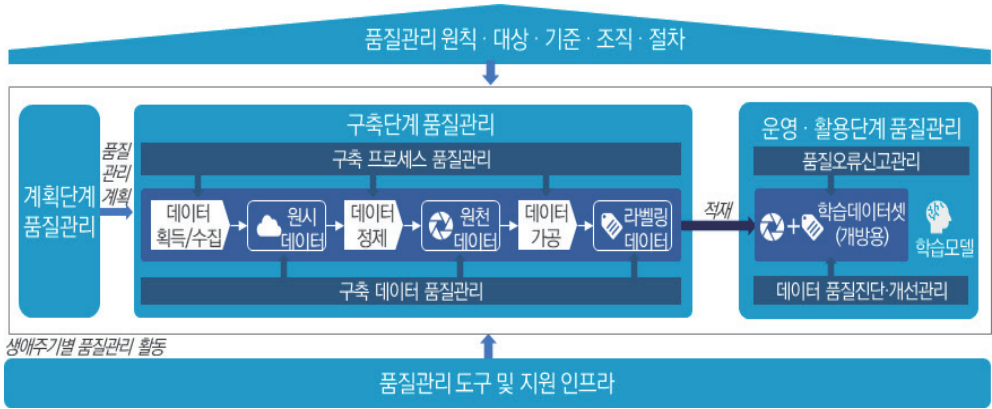 품질관리 원칙 · 대상 · 기준 · 조직 · 절차
계획단계
품질관리
품질
관리
계획
구축단계 품질관리
구축 프로세스 품질관리
데이터
획득/수집
원시
데이터
데이터
정제
원천
데이터
데이터
가공
라벨링
데이터
구축 데이터 품질관리
적재
운영 · 활용단계 품질관리
품질오류신고관리
+
학습데이터셋
(개방용)
학습모델
데이터 품질진단·개선관리
생애주기별 품질관리 활동
품질관리 도구 및 지원 인프라